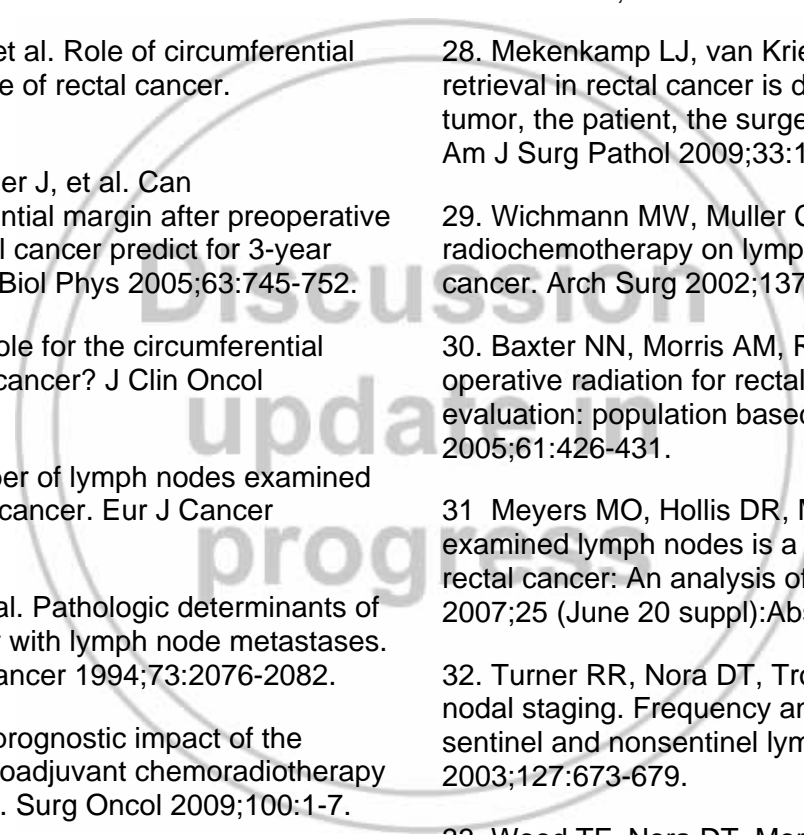 et al. Role of circumferential
e of rectal cancer.
er J, et al. Can
ntial margin after preoperative
l cancer predict for 3-year
Biol Phys 2005;63:745-752.
ole for the circumferential
cancer? J Clin Oncol
ber of lymph nodes examined
cancer. Eur J Cancer
al. Pathologic determinants of
r with lymph node metastases.
ancer 1994;73:2076-2082.
prognostic impact of the
oadjuvant chemoradiotherapy
. Surg Oncol 2009;100:1-7.
28. Mekenkamp LJ, van Krie
retrieval in rectal cancer is d
tumor, the patient, the surge
Am J Surg Pathol 2009;33:1
29. Wichmann MW, Muller C
radiochemotherapy on lymp
cancer. Arch Surg 2002;137
30. Baxter NN, Morris AM, R
operative radiation for rectal
evaluation: population based
2005;61:426-431.
31 Meyers MO, Hollis DR, M
examined lymph nodes is a
rectal cancer: An analysis of
2007;25 (June 20 suppl):Abs
32. Turner RR, Nora DT, Tro
nodal staging. Frequency an
sentinel and nonsentinel lym
2003;127:673-679.
Discussion
update in
progress